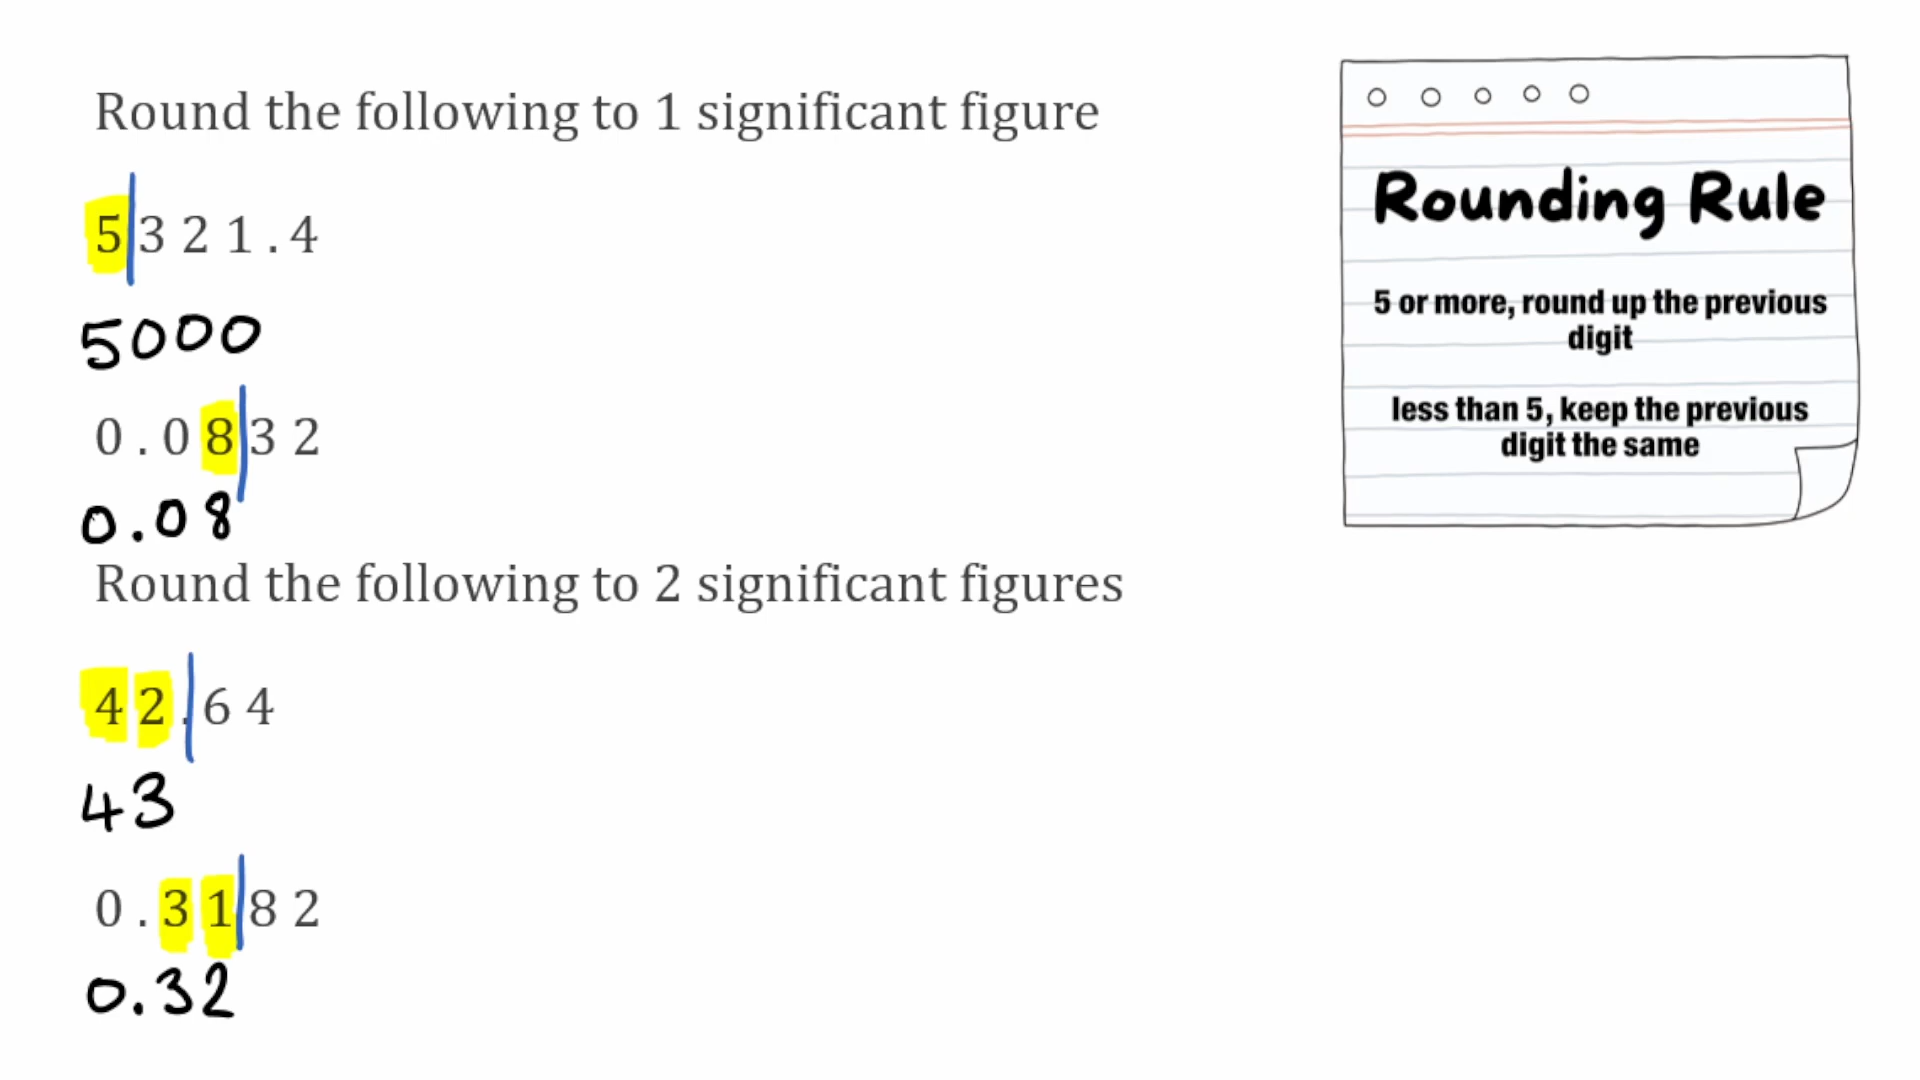 Round the following to 1 significant figure
5 3 2 1 . 4
5000
0 . 0 8 3 2
0.08
Round the following to 2 significant figures
4 2 . 6 4
43
0 . 3 1 8 2
0.32
Rounding Rule
5 or more, round up the previous
digit
less than 5, keep the previous
digit the same